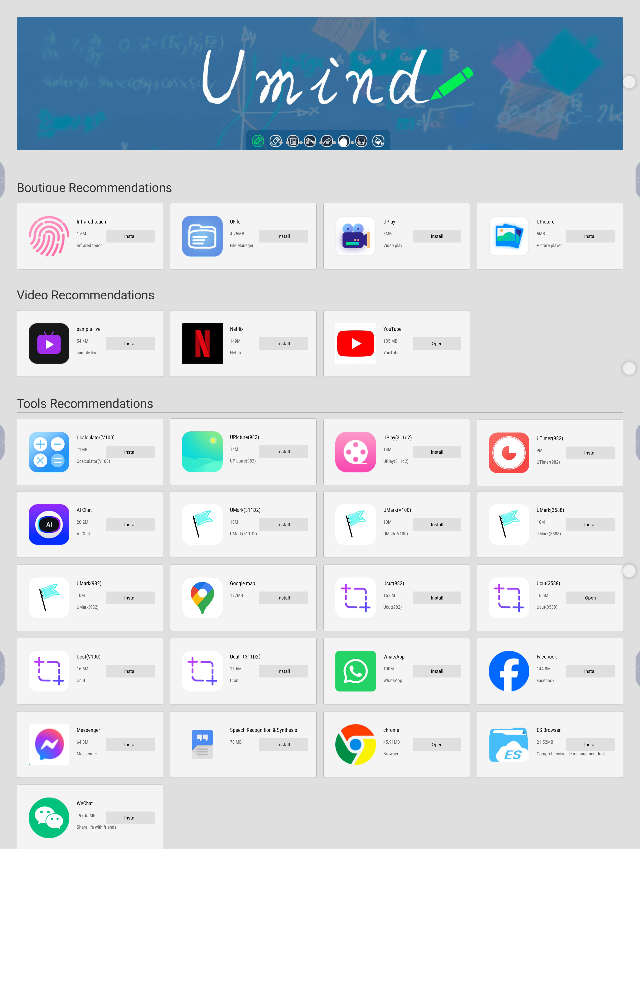 Umind
Boutique Recommendations
Infrared touch
1.6M
Install
Infrared touch
UFile
4.25MB
Install
File Manager
UPlay
5MB
Install
Video play
UPicture
5MB
Install
Picture player
Video Recommendations
sample-live
54.4M
Install
sample-live
Netflix
149M
Install
Netflix
YouTube
135 MB
Open
YouTube
Tools Recommendations
Ucalculator(V100)
11MB
Install
Ucalculator(V100)
UPicture(982)
14M
Install
UPicture(982)
UPlay(311d2)
14M
Install
UPlay(311d2)
UTimer(982)
9M
Install
UTimer(982)
AI
AI Chat
20.2M
Install
AI Chat
UMark(311D2)
10M
Install
UMark(311D2)
UMark(V100)
10M
Install
UMark(V100)
UMark(3588)
10M
Install
UMark(3588)
UMark(982)
10M
Install
UMark(982)
Google map
197MB
Install
Ucut(982)
16.6M
Install
Ucut(982)
Ucut(3588)
16.5M
Open
Ucut(3588)
Ucut(V100)
16.6M
Install
Ucut
Ucut（311D2）
16.6M
Install
Ucut
WhatsApp
100M
Install
WhatsApp
Facebook
144.8M
Install
Facebook
Messenger
64.8M
Install
Messenger
Speech Recognition & Synthesis
70 MB
Install
chrome
45.91MB
Open
Browser
ES
ES Browser
21.52MB
Install
Comprehensive file management tool
WeChat
197.65MB
Install
Share life with friends